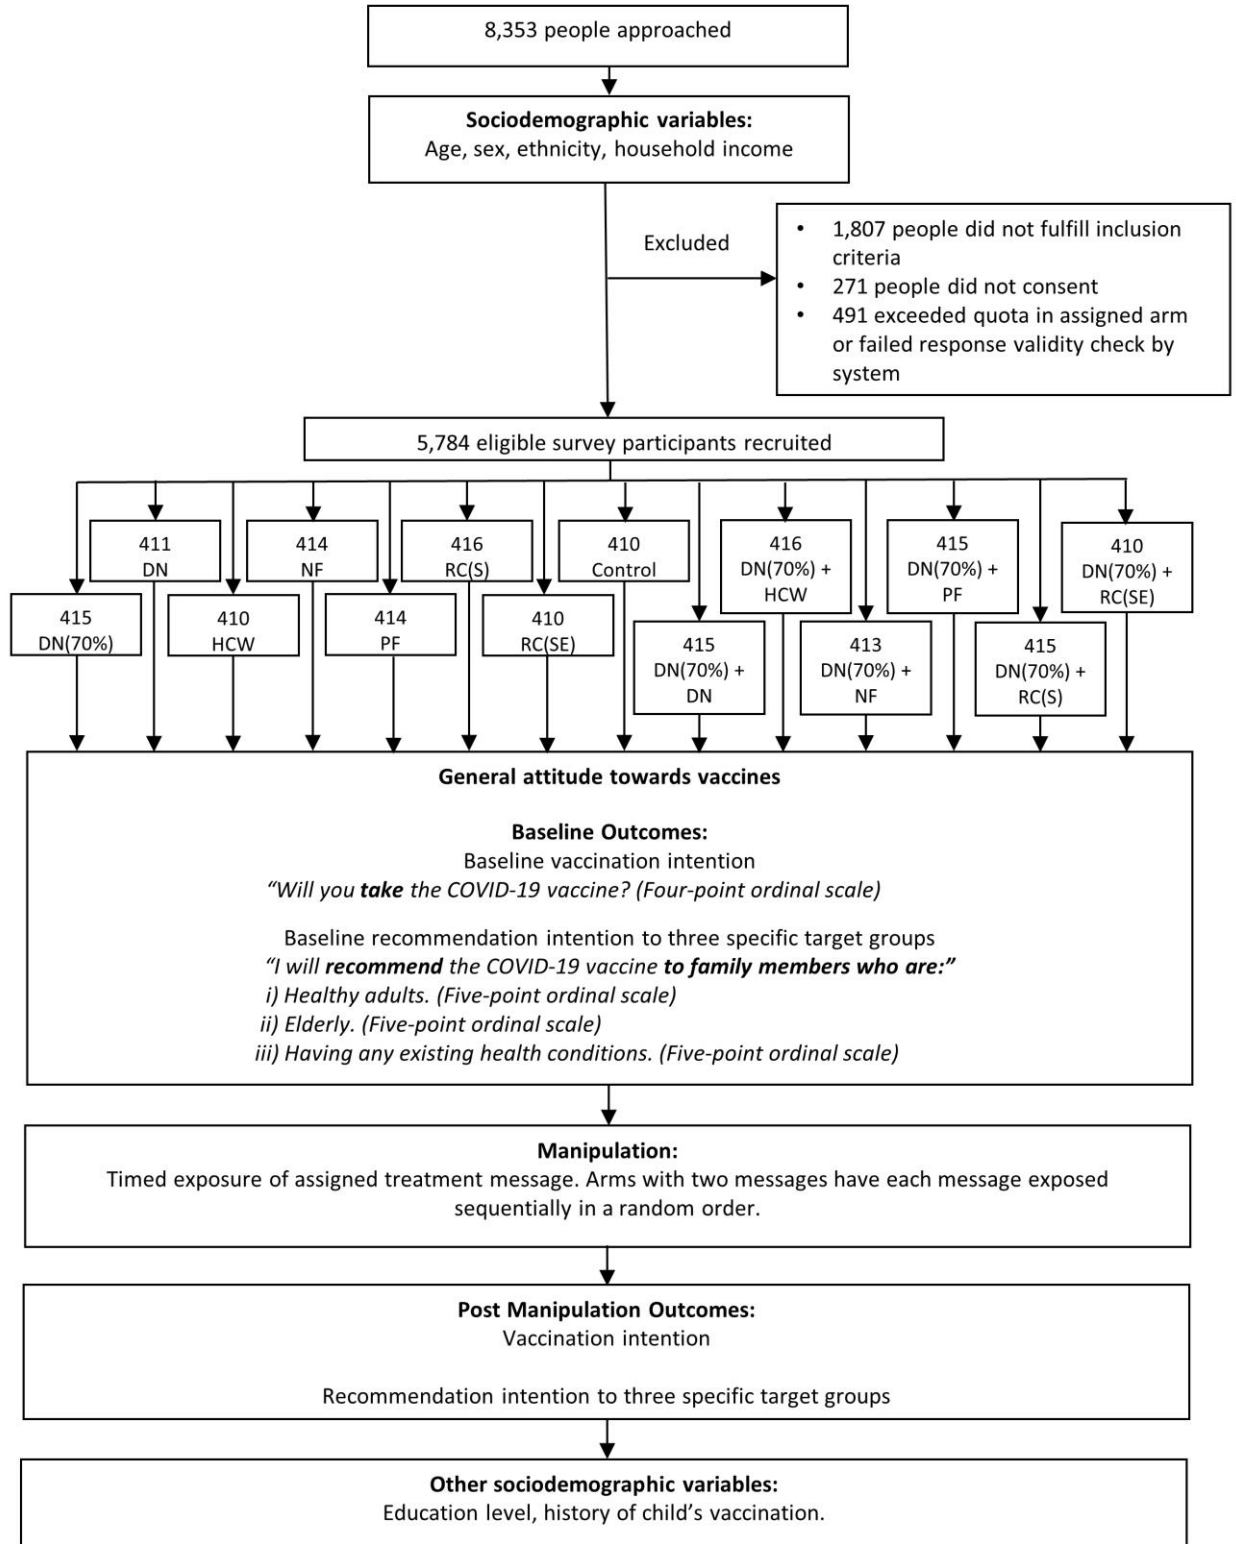 8,353 people approached
Sociodemographic variables:
Age, sex, ethnicity, household income
Excluded
• 1,807 people did not fulfill inclusion
criteria
• 271 people did not consent
• 491 exceeded quota in assigned arm
or failed response validity check by
system
5,784 eligible survey participants recruited
415
DN(70%)
411
DN
410
HCW
414
NF
414
PF
416
RC(S)
410
RC(SE)
410
Control
415
DN(70%) +
DN
416
DN(70%) +
HCW
413
DN(70%) +
NF
415
DN(70%) +
PF
415
DN(70%) +
RC(S)
410
DN(70%) +
RC(SE)
General attitude towards vaccines
Baseline Outcomes:
Baseline vaccination intention
“Will you take the COVID-19 vaccine? (Four-point ordinal scale)
Baseline recommendation intention to three specific target groups
“I will recommend the COVID-19 vaccine to family members who are:”
i) Healthy adults. (Five-point ordinal scale)
ii) Elderly. (Five-point ordinal scale)
iii) Having any existing health conditions. (Five-point ordinal scale)
Manipulation:
Timed exposure of assigned treatment message. Arms with two messages have each message exposed
sequentially in a random order.
Post Manipulation Outcomes:
Vaccination intention
Recommendation intention to three specific target groups
Other sociodemographic variables:
Education level, history of child’s vaccination.